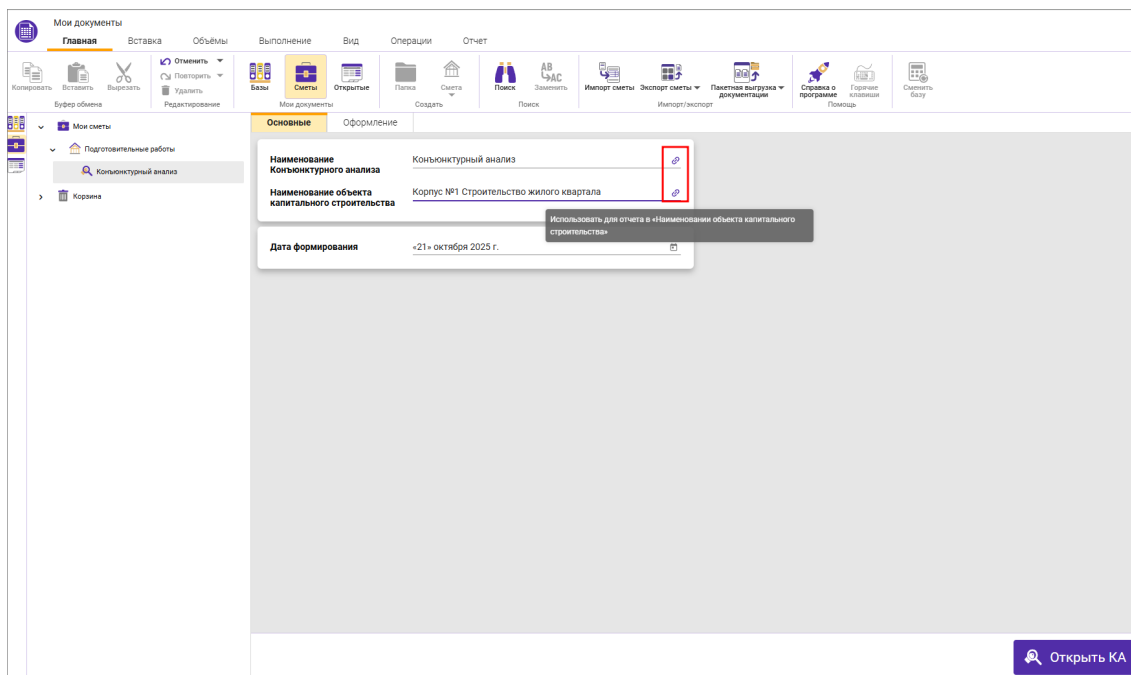 Мои документы
Главная Вставка Объёмы Выполнение Вид Операции Отчет
Копировать Вставить Вырезать
Отменить
Повторить
Удалить
Базы Сметы Открытые Папка Смета Поиск Заменить Импорт сметы Экспорт сметы Пакетная выгрузка документации Справка о программе Горячие клавиши Сменить базу
AB
AC
Буфер обмена Редактирование Мои документы Создать Поиск Импорт/экспорт Помощь
Мои сметы
Подготовительные работы
Конъюнктурный анализ
Корзина
Основные Оформление
Наименование
Конъюнктурного анализа
Конъюнктурный анализ
Наименование объекта
капитального строительства
Корпус №1 Строительство жилого квартала
Использовать для отчета в «Наименовании объекта капитального
строительства»
Дата формирования «21» октября 2025 г.
Открыть КА